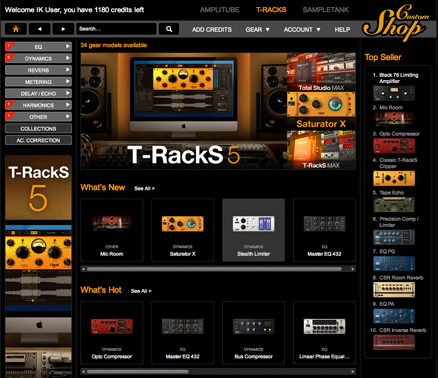 Welcome IK User, you have 1180 credits left
AMPLITUBE
T-RACKS
SAMPLETANK
Custom Shop
Search...
ADD CREDITS
GEAR
ACCOUNT
HELP
EQ
DYNAMICS
REVERB
METERING
DELAY / ECHO
HARMONICS
OTHER
COLLECTIONS
AC. CORRECTION
T-RackS
5
34 gear models available
T-RackS 5
Total Studio MAX
Saturator X
T-RackS MAX
What's New
See All >
OTHER
Mic Room
DYNAMICS
Saturator X
DYNAMICS
Stealth Limiter
EQ
Master EQ 432
What's Hot
See All >
DYNAMICS
Opto Compressor
EQ
Master EQ 432
DYNAMICS
Bus Compressor
EQ
Linear Phase Equal...
Top Seller
1. Black 76 Limiting Amplifier
2. Mic Room
3. Opto Compressor
4. Classic T-RackS Clipper
5. Tape Echo
6. Precision Comp / Limiter
7. EQ PG
8. CSR Room Reverb
9. EQ PA
10. CSR Inverse Reverb